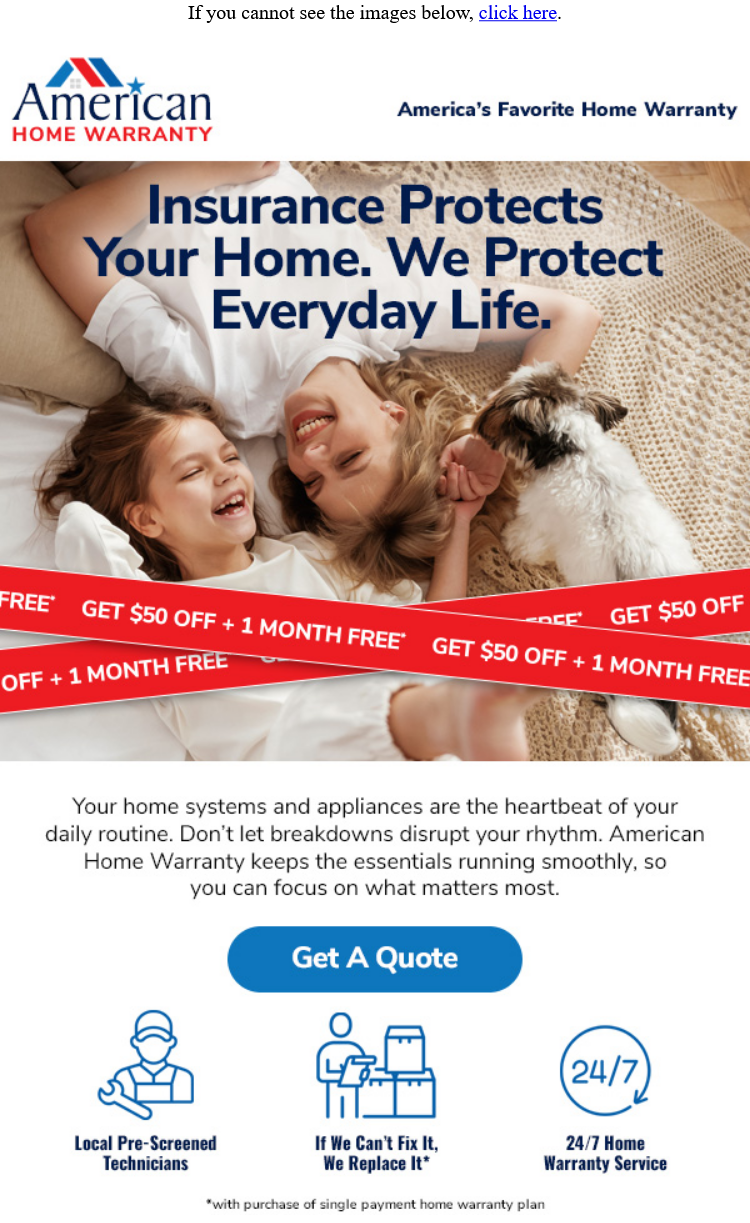 If you cannot see the images below, click here.
American
HOME WARRANTY
America's Favorite Home Warranty
Insurance Protects
Your Home. We Protect
Everyday Life.
FREE* GET $50 OFF + 1 MONTH FREE* GET $50 OFF + 1 MONTH FREE
OFF + 1 MONTH FREE GET $50 OFF
Your home systems and appliances are the heartbeat of your
daily routine. Don't let breakdowns disrupt your rhythm. American
Home Warranty keeps the essentials running smoothly, so
you can focus on what matters most.
Get A Quote
24/7
Local Pre-Screened
Technicians
If We Can't Fix It,
We Replace It*
24/7 Home
Warranty Service
*with purchase of single payment home warranty plan